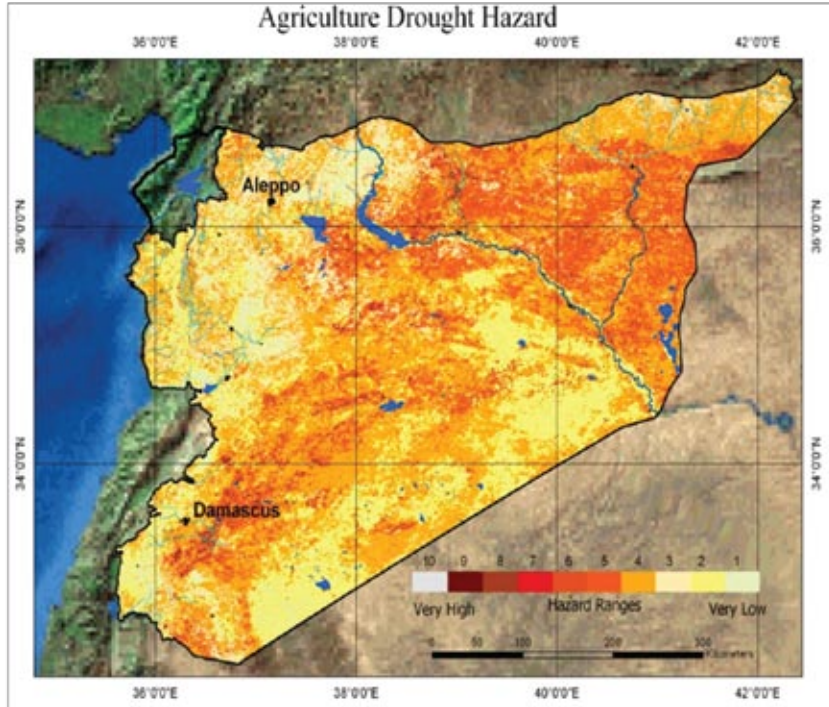 Agriculture Drought Hazard
36°0'0"E 38°0'0"E 40°0'0"E 42°0'0"E
Aleppo
36°0'0"N 36°0'0"N
34°0'0"N 34°0'0"N
Damascus
10 9 8 7 6 5 4 3 2 1
Very High Hazard Ranges Very Low
0 50 100 200 300
Kilometers
36°0'0"E 38°0'0"E 40°0'0"E 42°0'0"E